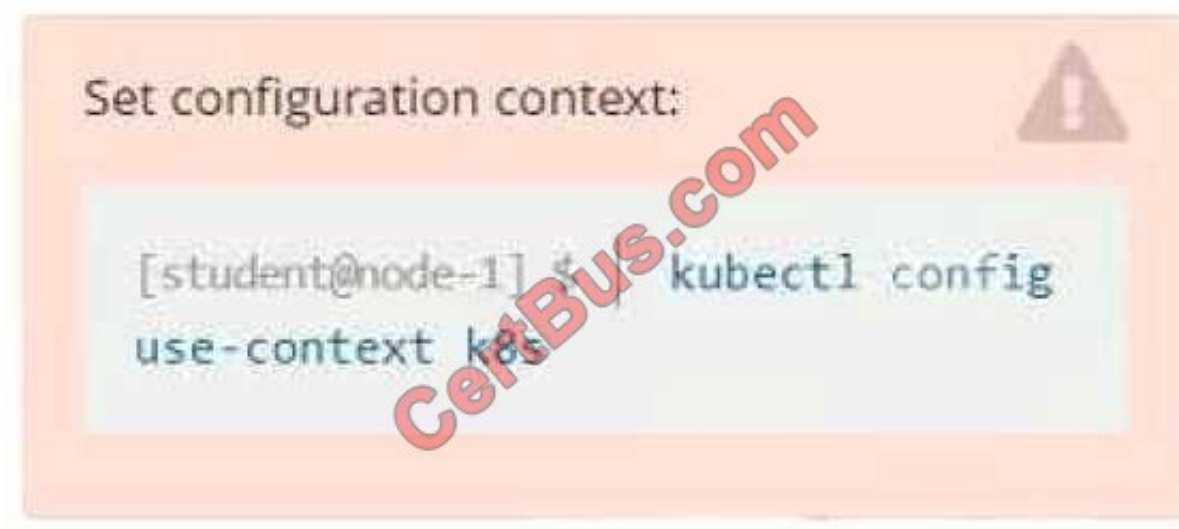 Set configuration context:
[student@node-1] $ | kubectl config
use-context k8s
CertBus.com